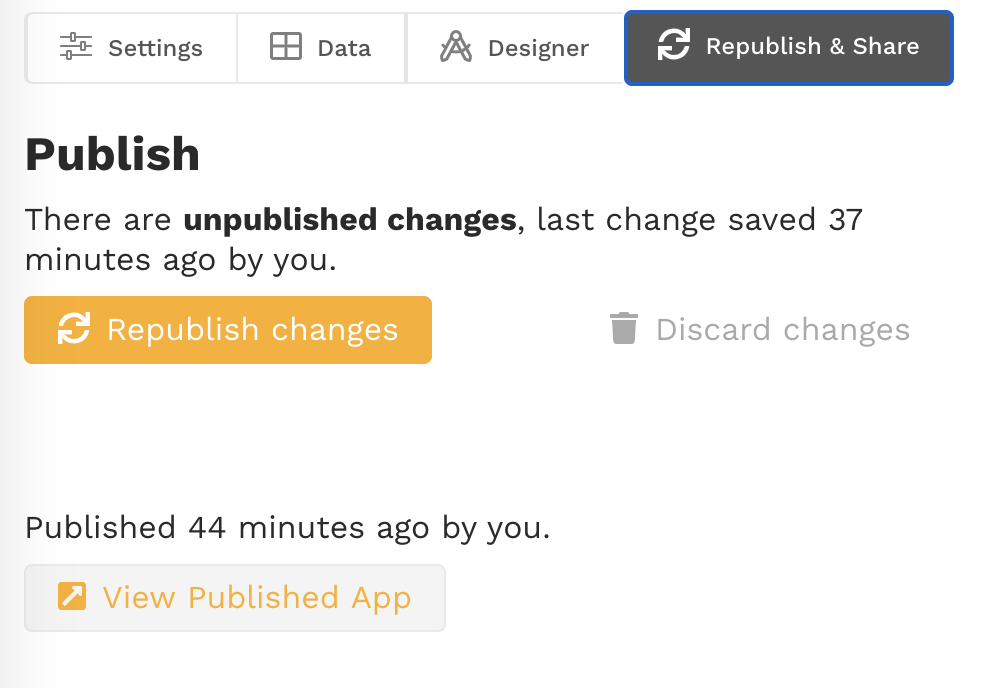 Settings
Data
Designer
Republish & Share
Publish
There are unpublished changes, last change saved 37
minutes ago by you.
Republish changes
Discard changes
Published 44 minutes ago by you.
View Published App